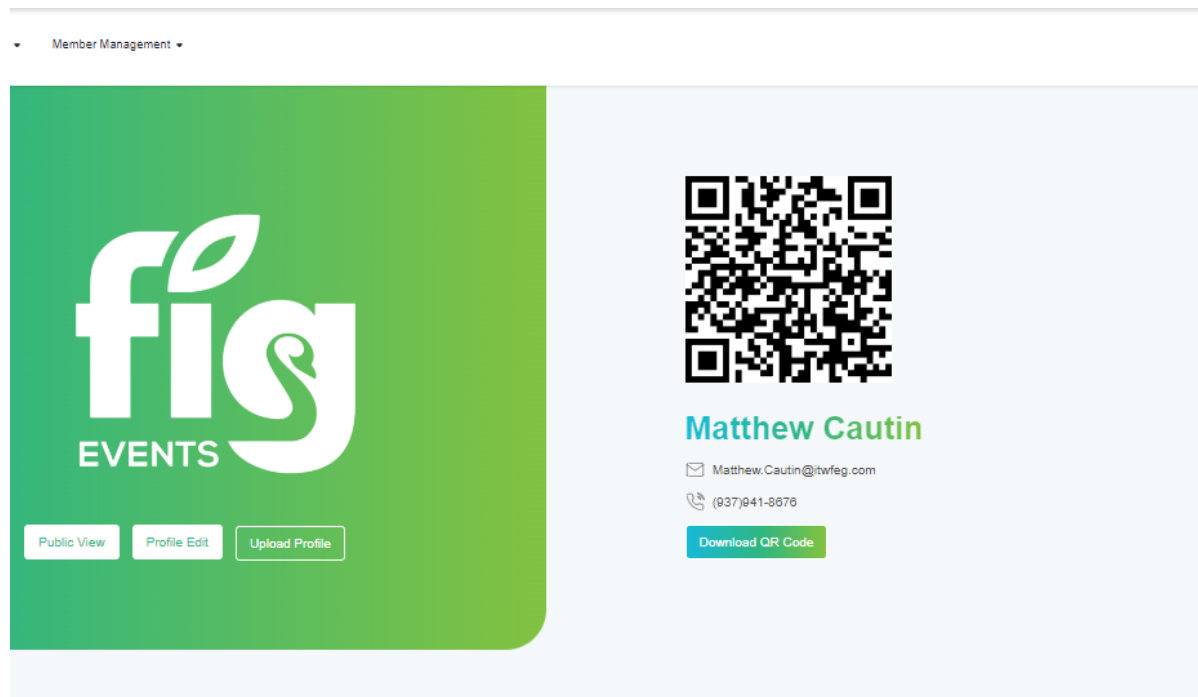 Member Management
fig
EVENTS
Public View
Profile Edit
Upload Profile
Matthew Cautin
Matthew.Cautin@itwfeg.com
(937)941-8676
Download QR Code